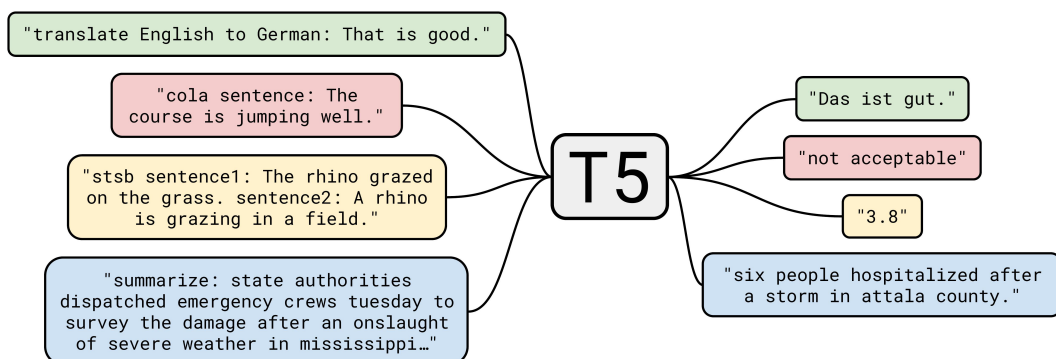 "translate English to German: That is good."
"cola sentence: The
course is jumping well."
"stsb sentence1: The rhino grazed
on the grass. sentence2: A rhino
is grazing in a field."
"summarize: state authorities
dispatched emergency crews tuesday to
survey the damage after an onslaught
of severe weather in mississippi…"
T5
"Das ist gut."
"not acceptable"
"3.8"
"six people hospitalized after
a storm in attala county."